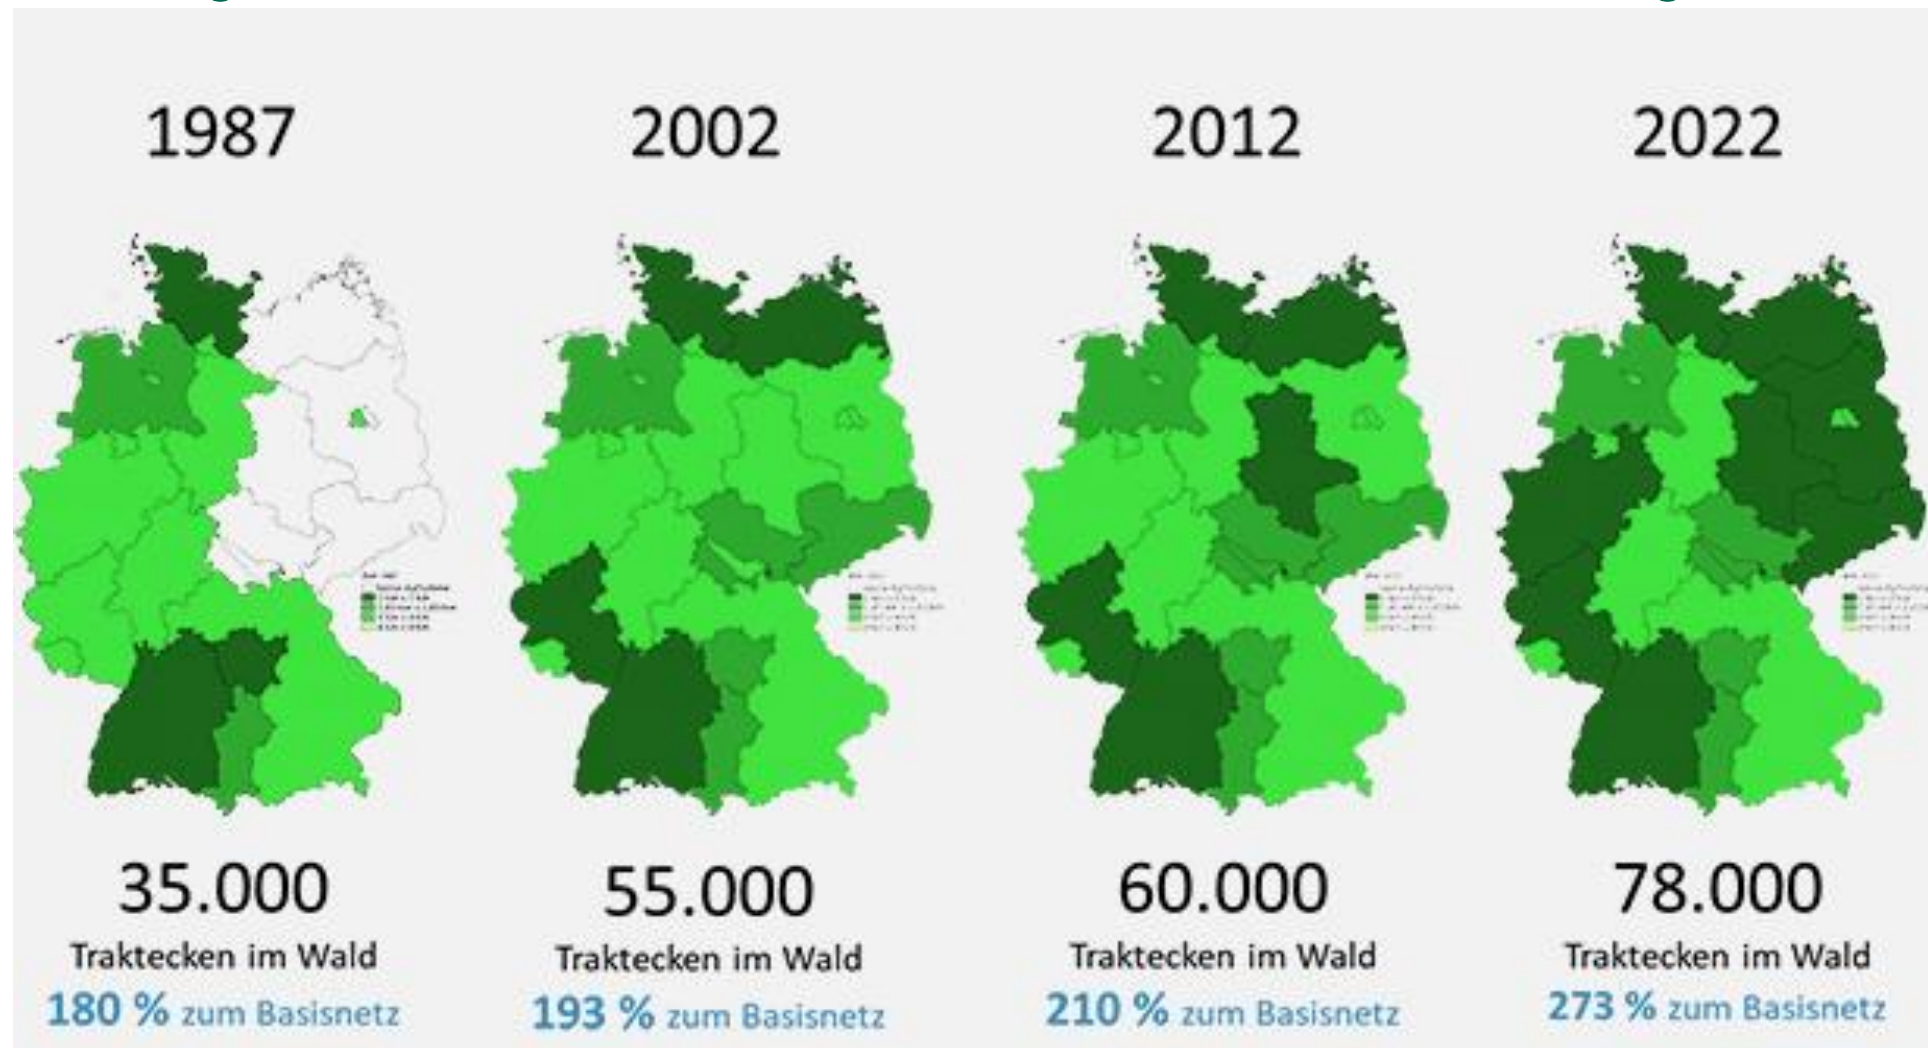 1987
2002
2012
2022
35.000
Traktecken im Wald
180 % zum Basisnetz
55.000
Traktecken im Wald
193 % zum Basisnetz
60.000
Traktecken im Wald
210 % zum Basisnetz
78.000
Traktecken im Wald
273 % zum Basisnetz